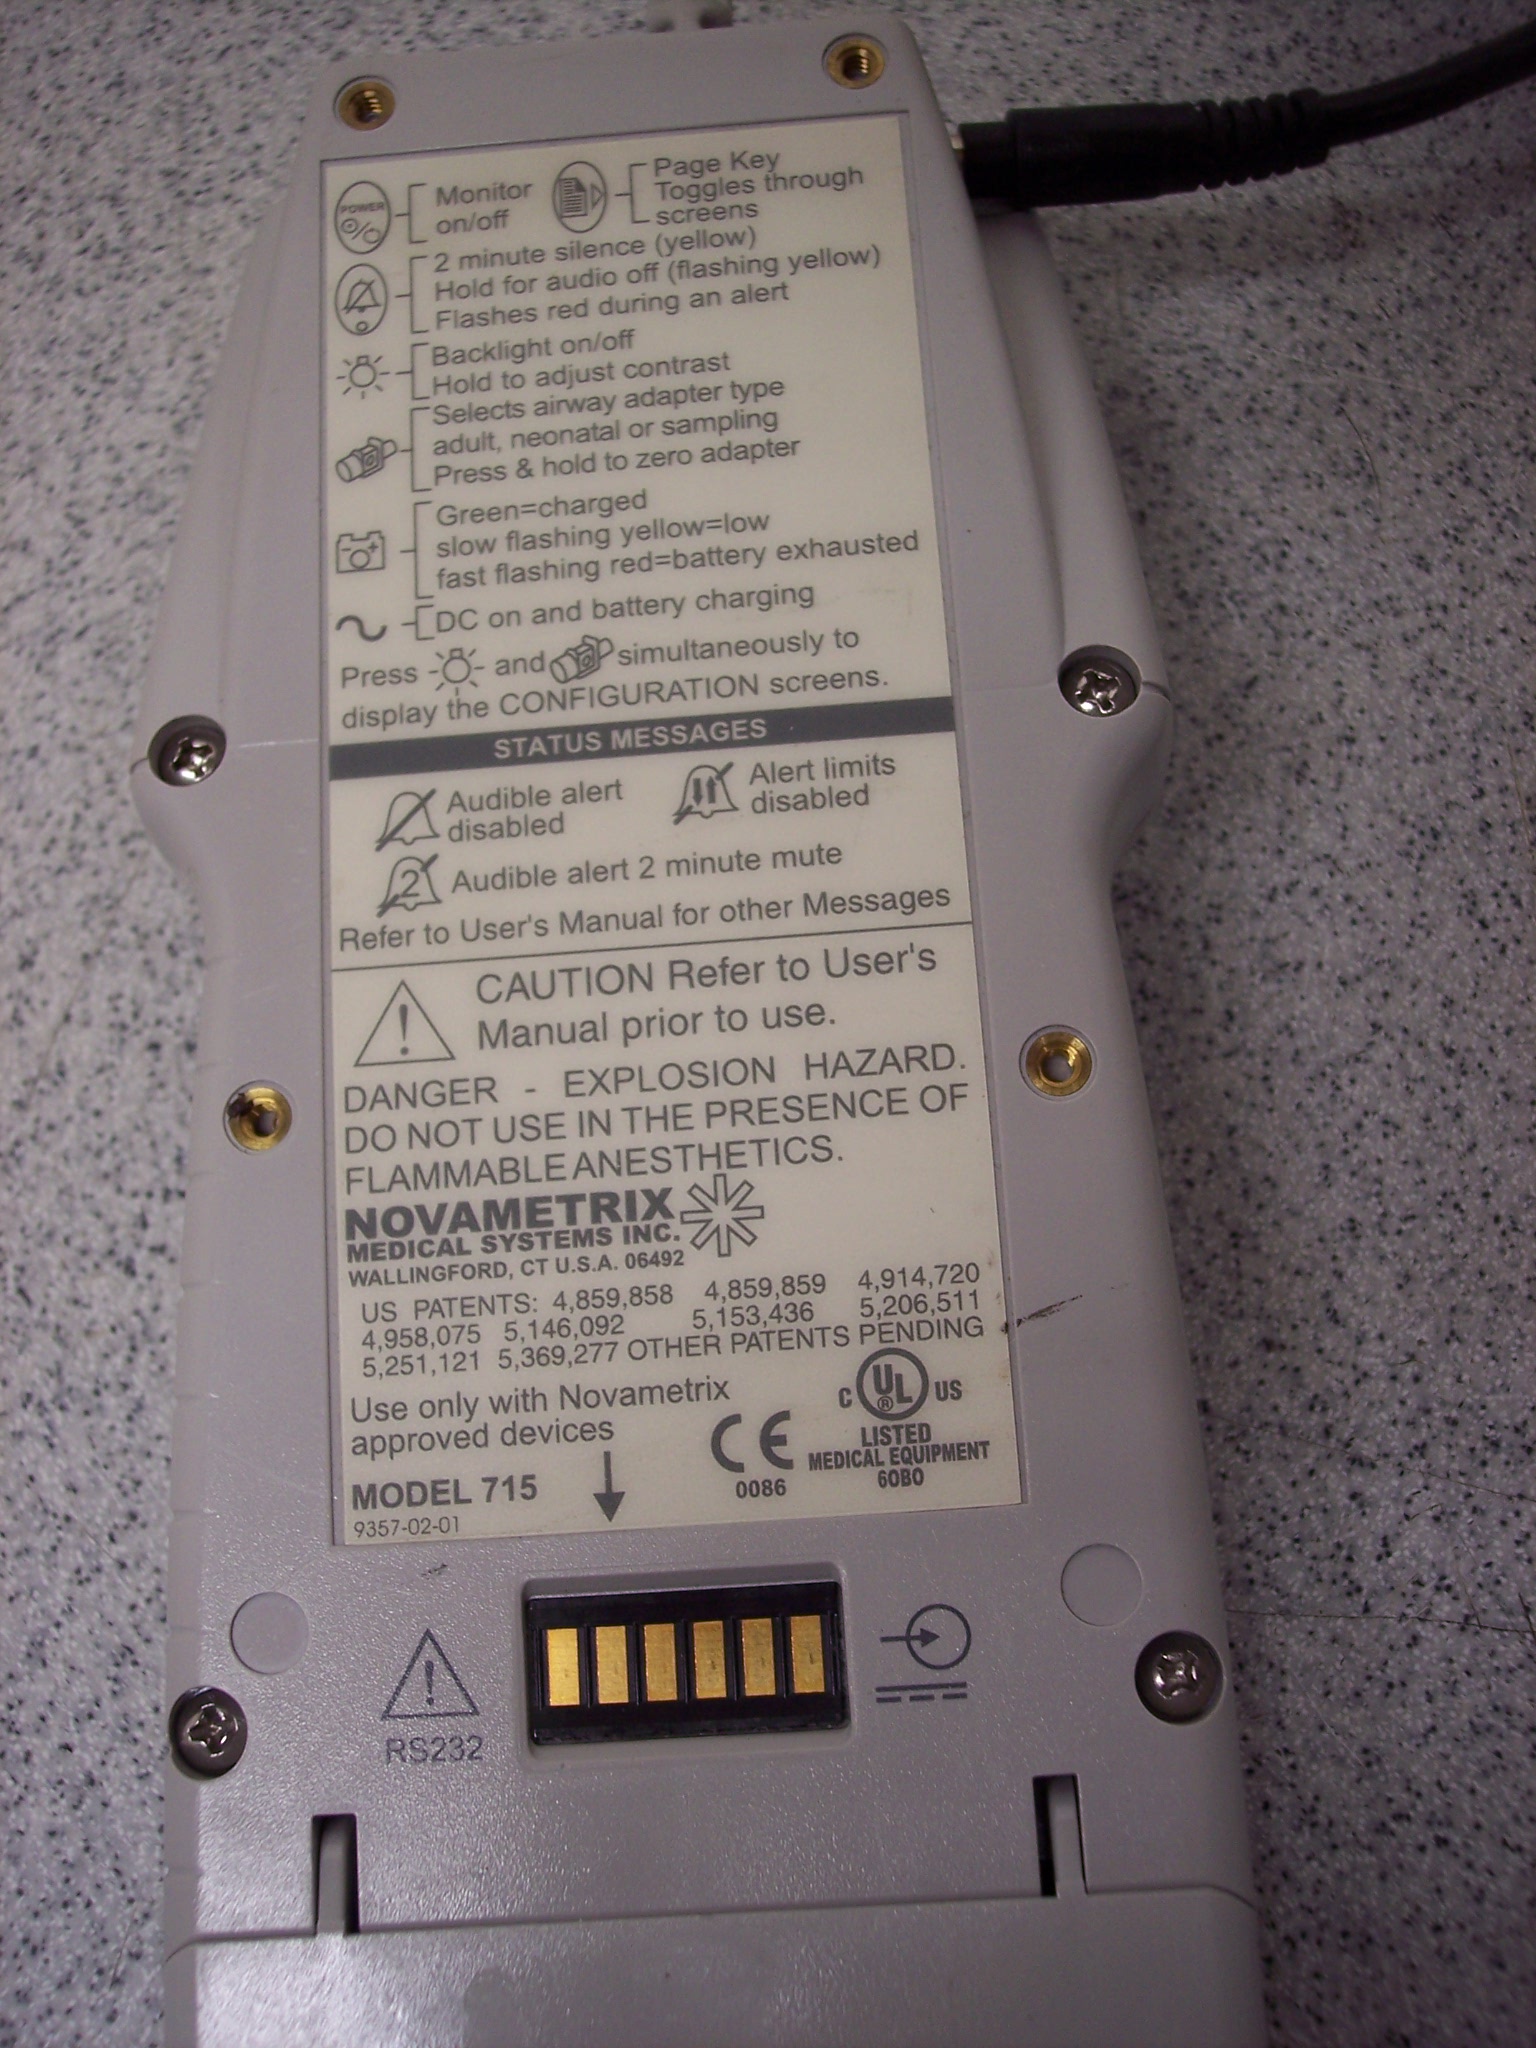 POWER
Monitor
on/off
Page Key
Toggles through
screens
2 minute silence (yellow)
Hold for audio off (flashing yellow)
Flashes red during an alert
Backlight on/off
Hold to adjust contrast
Selects airway adapter type
adult, neonatal or sampling
Press & hold to zero adapter
Green=charged
slow flashing yellow=low
fast flashing red=battery exhausted
DC on and battery charging
Press and simultaneously to
display the CONFIGURATION screens.
STATUS MESSAGES
Audible alert
disabled
Alert limits
disabled
2
Audible alert 2 minute mute
Refer to User's Manual for other Messages
CAUTION Refer to User's
Manual prior to use.
DANGER - EXPLOSION HAZARD.
DO NOT USE IN THE PRESENCE OF
FLAMMABLE ANESTHETICS.
NOVAMETRIX
MEDICAL SYSTEMS INC.
WALLINGFORD, CT U.S.A. 06492
US PATENTS: 4,859,858 4,859,859 4,914,720
4,958,075 5,146,092 5,153,436 5,206,511
5,251,121 5,369,277 OTHER PATENTS PENDING
Use only with Novametrix
approved devices
CE
0086
C UL ® US
LISTED
MEDICAL EQUIPMENT
60B0
MODEL 715
9357-02-01
RS232